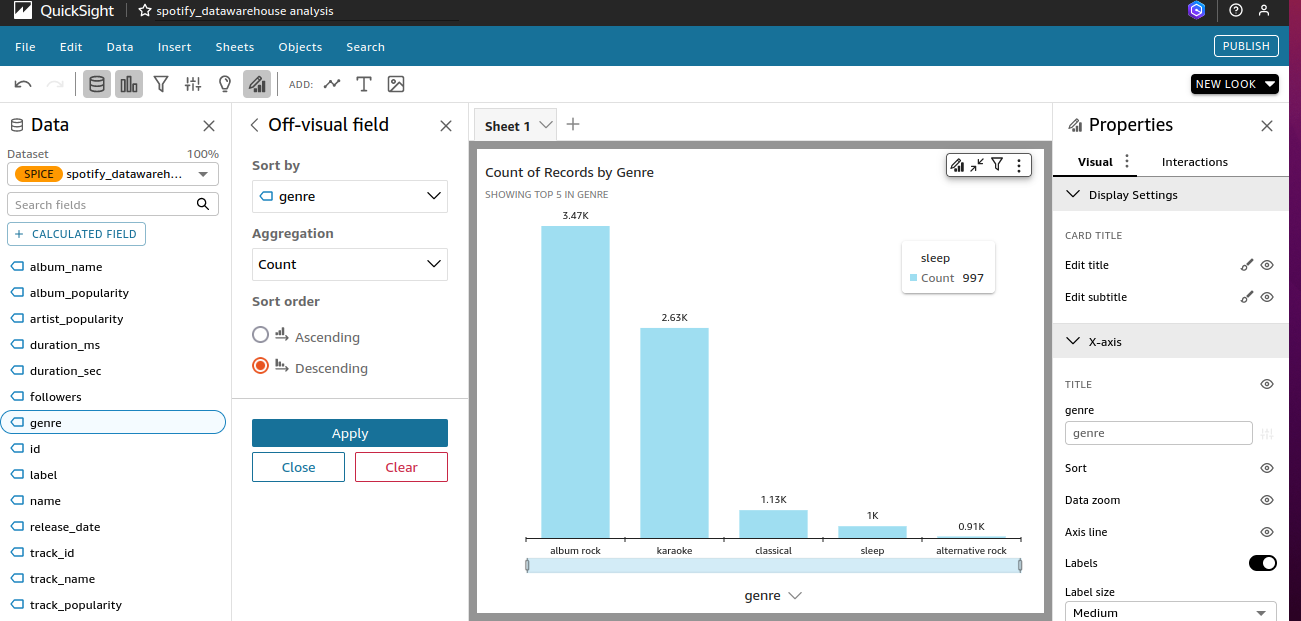 QuickSight
spotify_datawarehouse analysis
File Edit Data Insert Sheets Objects Search
PUBLISH
ADD:
NEW LOOK
Data
Dataset 100%
SPICE spotify_datawareh...
Search fields
+ CALCULATED FIELD
album_name
album_popularity
artist_popularity
duration_ms
duration_sec
followers
genre
id
label
name
release_date
track_id
track_name
track_popularity
Off-visual field
Sort by
genre
Aggregation
Count
Sort order
Ascending
Descending
Apply
Close Clear
Sheet 1
Count of Records by Genre
SHOWING TOP 5 IN GENRE
3.47K
2.63K
1.13K
1K
0.91K
sleep
Count 997
album rock karaoke classical sleep alternative rock
genre
Properties
Visual Interactions
Display Settings
CARD TITLE
Edit title
Edit subtitle
X-axis
TITLE
genre
genre
Sort
Data zoom
Axis line
Labels
Label size
Medium